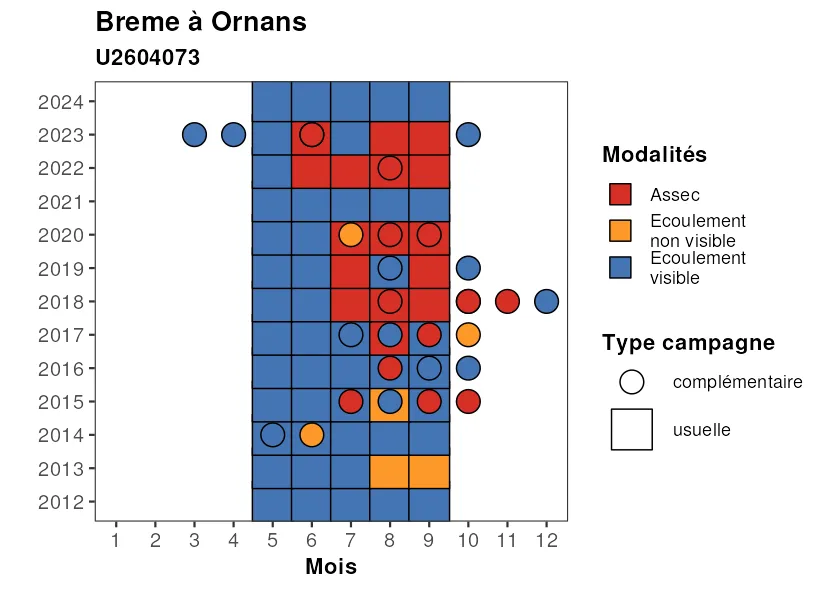 Breme à Ornans
U2604073
2024
2023
2022
2021
2020
2019
2018
2017
2016
2015
2014
2013
2012
1 2 3 4 5 6 7 8 9 10 11 12
Mois
Modalités
Assec
Ecoulement
non visible
Ecoulement
visible
Type campagne
complémentaire
usuelle